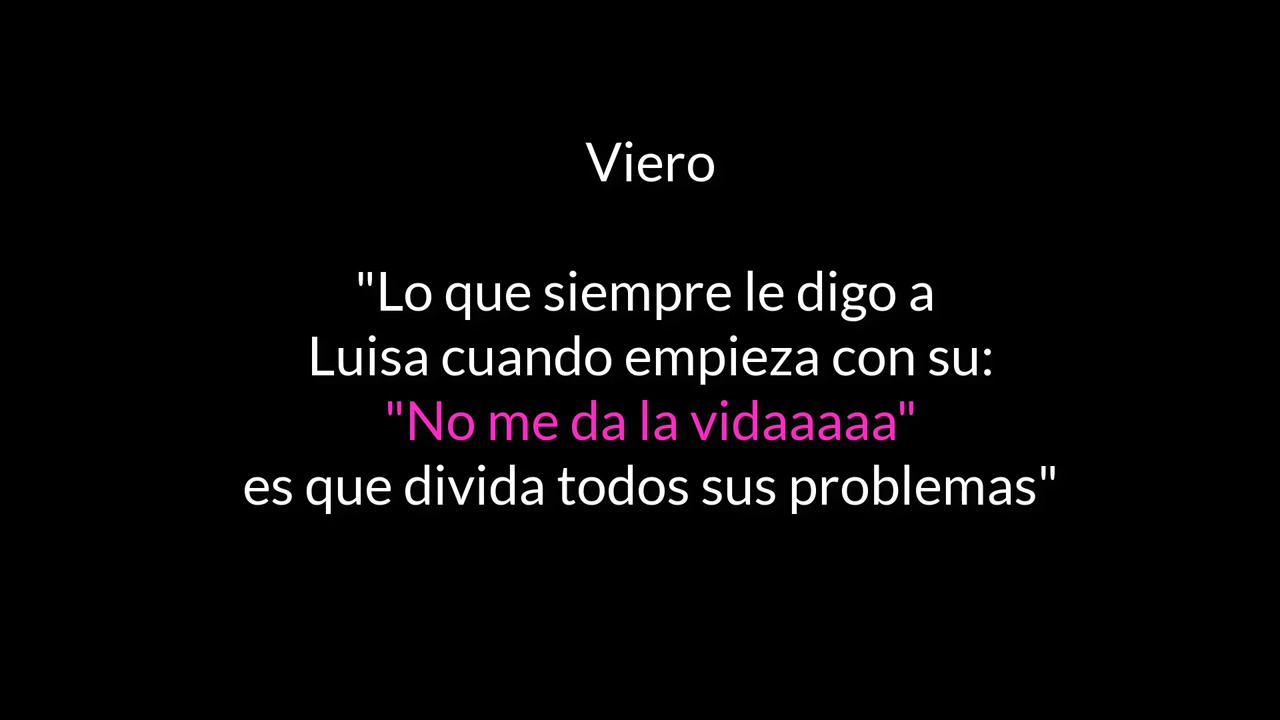 Viero
"Lo que siempre le digo a
Luisa cuando empieza con su:
"No me da la vidaaaaa"
es que divida todos sus problemas"